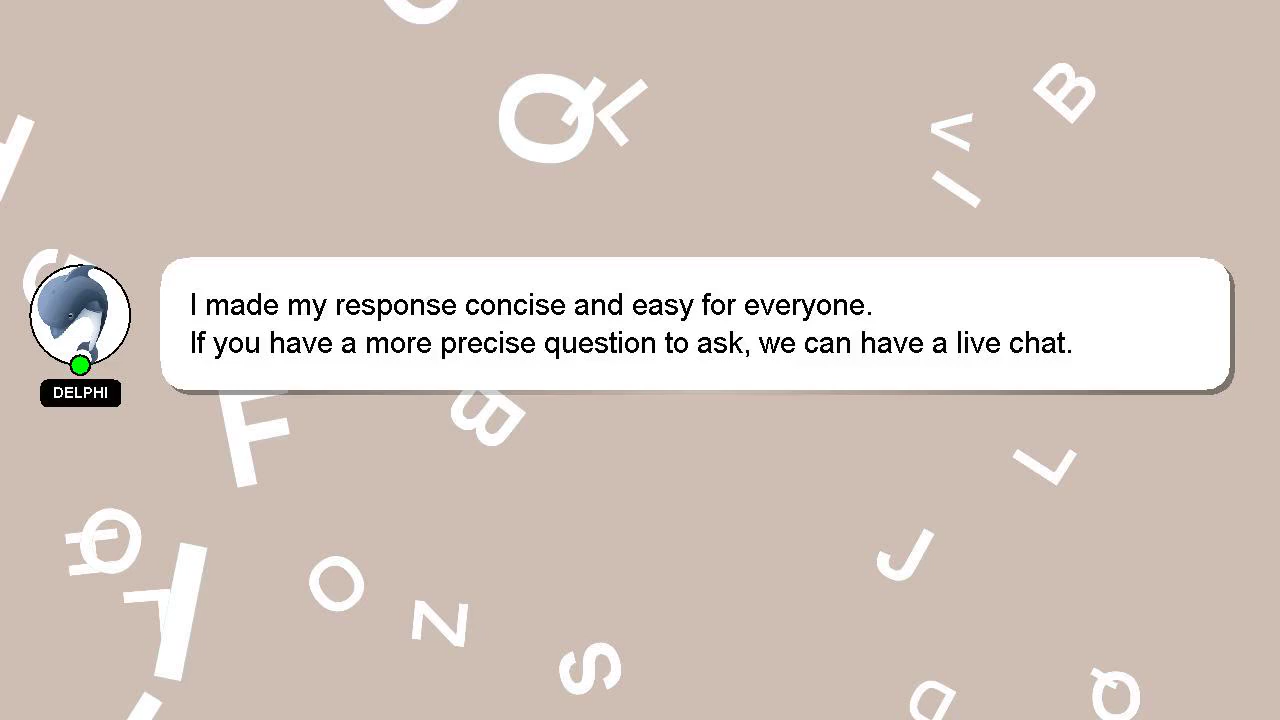 I made my response concise and easy for everyone.
If you have a more precise question to ask, we can have a live chat.
DELPHI
Q
L
V
I
B
F
B
L
J
O
Z
S
D
Q